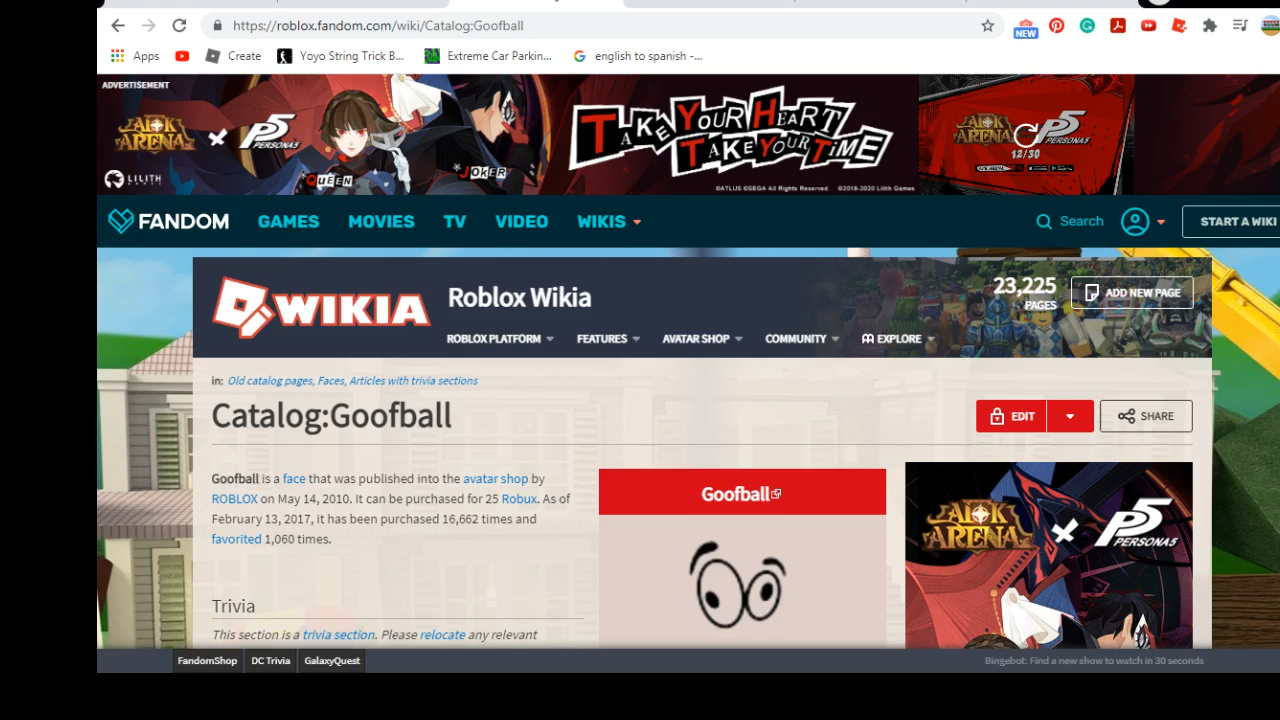 https://roblox.fandom.com/wiki/Catalog:Goofball
NEW
Apps
Create
Yoyo String Trick B...
Extreme Car Parkin...
english to spanish -...
ADVERTISEMENT
AFK ARENA
PERSONA5
LILITH
QUEEN
JOKER
TAKE YOUR HEART
TAKE YOUR TIME
©ATLUS ©SEGA All Rights Reserved. ©2018-2020 Lilith Games
AFK ARENA
PERSONA5
12/30
FANDOM
GAMES
MOVIES
TV
VIDEO
WIKIS
Search
START A WIKI
WIKIA
Roblox Wikia
23,225
PAGES
ADD NEW PAGE
ROBLOX PLATFORM
FEATURES
AVATAR SHOP
COMMUNITY
EXPLORE
in: Old catalog pages, Faces, Articles with trivia sections
Catalog:Goofball
EDIT
SHARE
Goofball is a face that was published into the avatar shop by
ROBLOX on May 14, 2010. It can be purchased for 25 Robux. As of
February 13, 2017, it has been purchased 16,662 times and
favorited 1,060 times.
Goofball
AFK ARENA
P5
PERSONA5
Trivia
This section is a trivia section. Please relocate any relevant
FandomShop
DC Trivia
GalaxyQuest
Bingebot: Find a new show to watch in 30 seconds